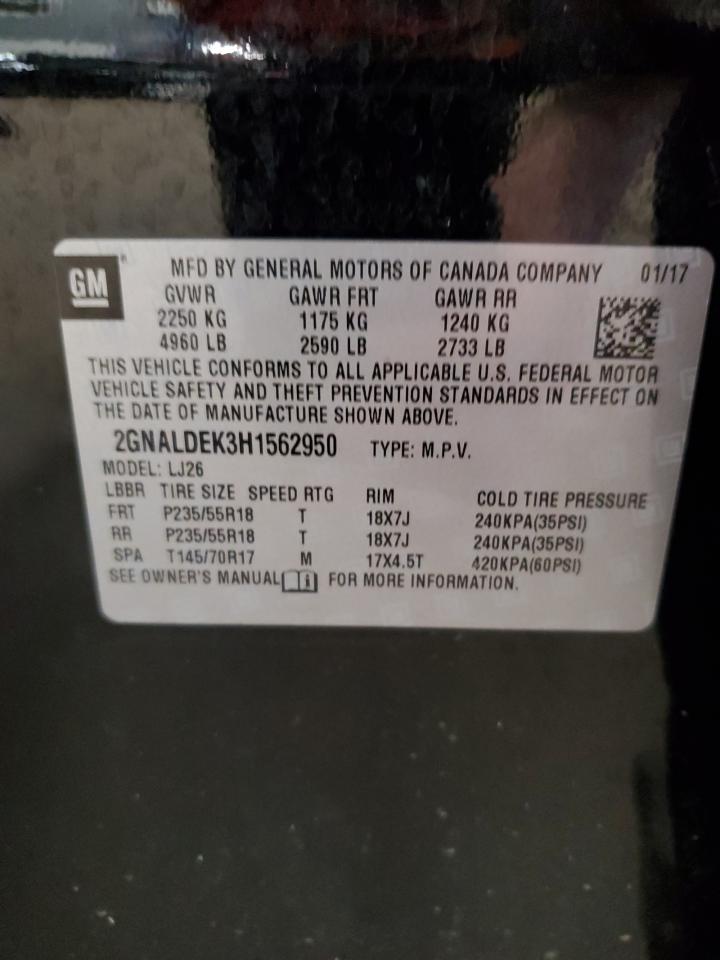 GM
MFD BY GENERAL MOTORS OF CANADA COMPANY 01/17
GVWR GAWR FRT GAWR RR
2250 KG 1175 KG 1240 KG
4960 LB 2590 LB 2733 LB
THIS VEHICLE CONFORMS TO ALL APPLICABLE U.S. FEDERAL MOTOR
VEHICLE SAFETY AND THEFT PREVENTION STANDARDS IN EFFECT ON
THE DATE OF MANUFACTURE SHOWN ABOVE.
2GNALDEK3H1562950 TYPE: M.P.V.
MODEL: LJ26
LBBR TIRE SIZE SPEED RTG RIM COLD TIRE PRESSURE
FRT P235/55R18 T 18X7J 240KPA(35PSI)
RR P235/55R18 T 18X7J 240KPA(35PSI)
SPA T145/70R17 M 17X4.5T 420KPA(60PSI)
SEE OWNER'S MANUAL FOR MORE INFORMATION.